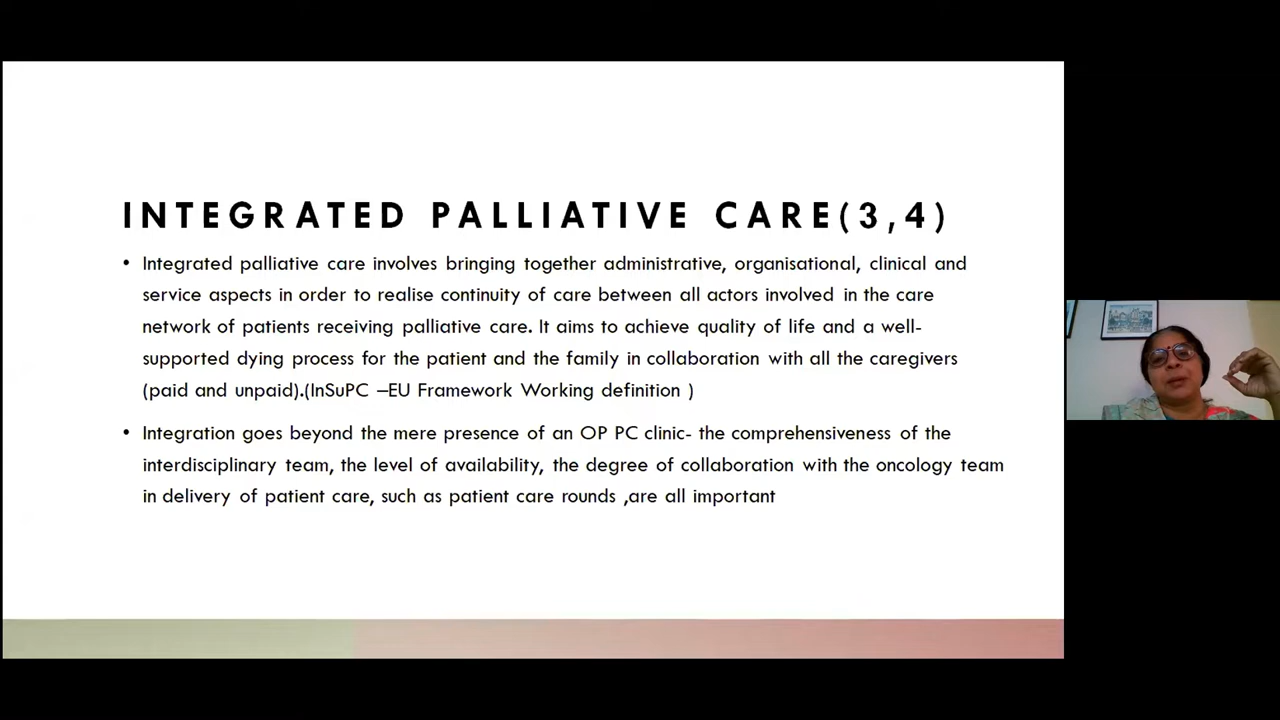 INTEGRATED PALLIATIVE CARE(3,4)
• Integrated palliative care involves bringing together administrative, organisational, clinical and
service aspects in order to realise continuity of care between all actors involved in the care
network of patients receiving palliative care. It aims to achieve quality of life and a well-
supported dying process for the patient and the family in collaboration with all the caregivers
(paid and unpaid).(InSuPC –EU Framework Working definition )
• Integration goes beyond the mere presence of an OP PC clinic- the comprehensiveness of the
interdisciplinary team, the level of availability, the degree of collaboration with the oncology team
in delivery of patient care, such as patient care rounds ,are all important